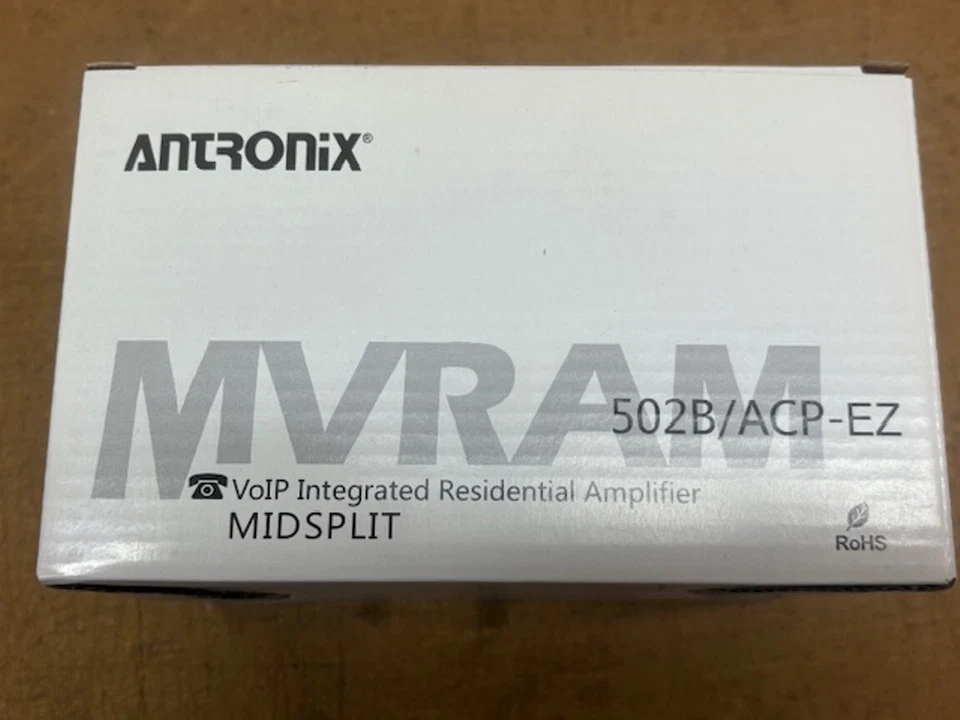 ANTRONIX®
MVRAM
502B/ACP-EZ
VoIP Integrated Residential Amplifier
MIDSPLIT
RoHS